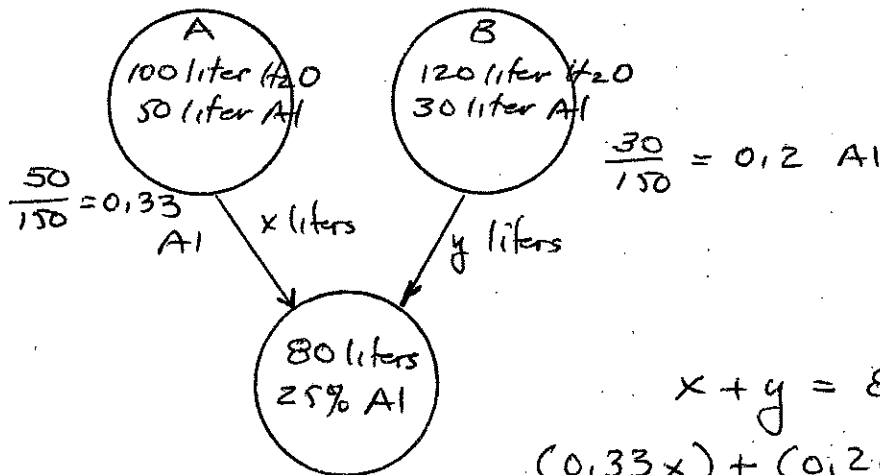 A
100 liter H₂O
50 liter Al
B
120 liter H₂O
30 liter Al
50/150 = 0,33
Al
30/150 = 0,2 Al
x liters
y liters
80 liters
25% Al
x + y =
(0,33x) + (0,2